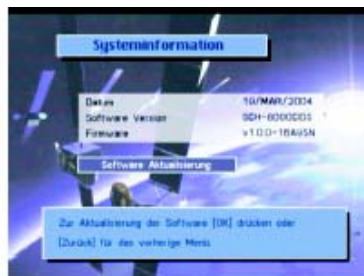 Systeminformation
Datum 19/MAR/2004
Software Version
Firmware
Software Aktualisierung
Zur Aktualisierung der Software [OK] drücken oder
[Zurück] für das vorherige Menü.